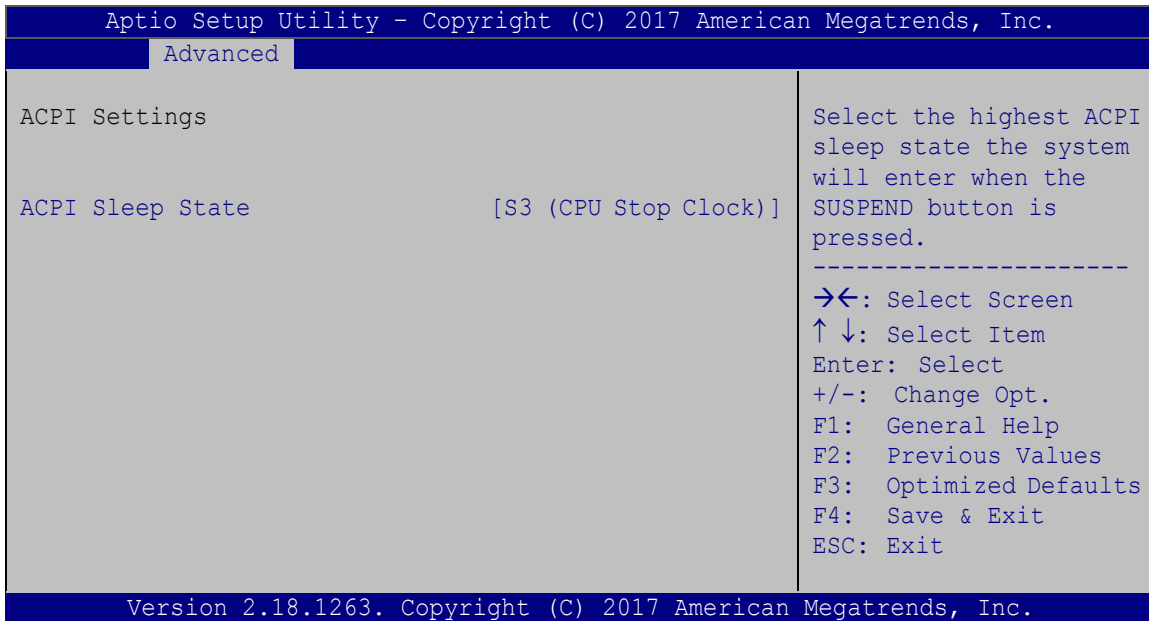 Aptio Setup Utility – Copyright (C) 2017 American Megatrends, Inc.
Advanced
ACPI Settings
ACPI Sleep State [S3 (CPU Stop Clock)]
Select the highest ACPI
sleep state the system
will enter when the
SUSPEND button is
pressed.
----------------------
→←: Select Screen
↑ ↓: Select Item
Enter: Select
+/-: Change Opt.
F1: General Help
F2: Previous Values
F3: Optimized Defaults
F4: Save & Exit
ESC: Exit
Version 2.18.1263. Copyright (C) 2017 American Megatrends, Inc.